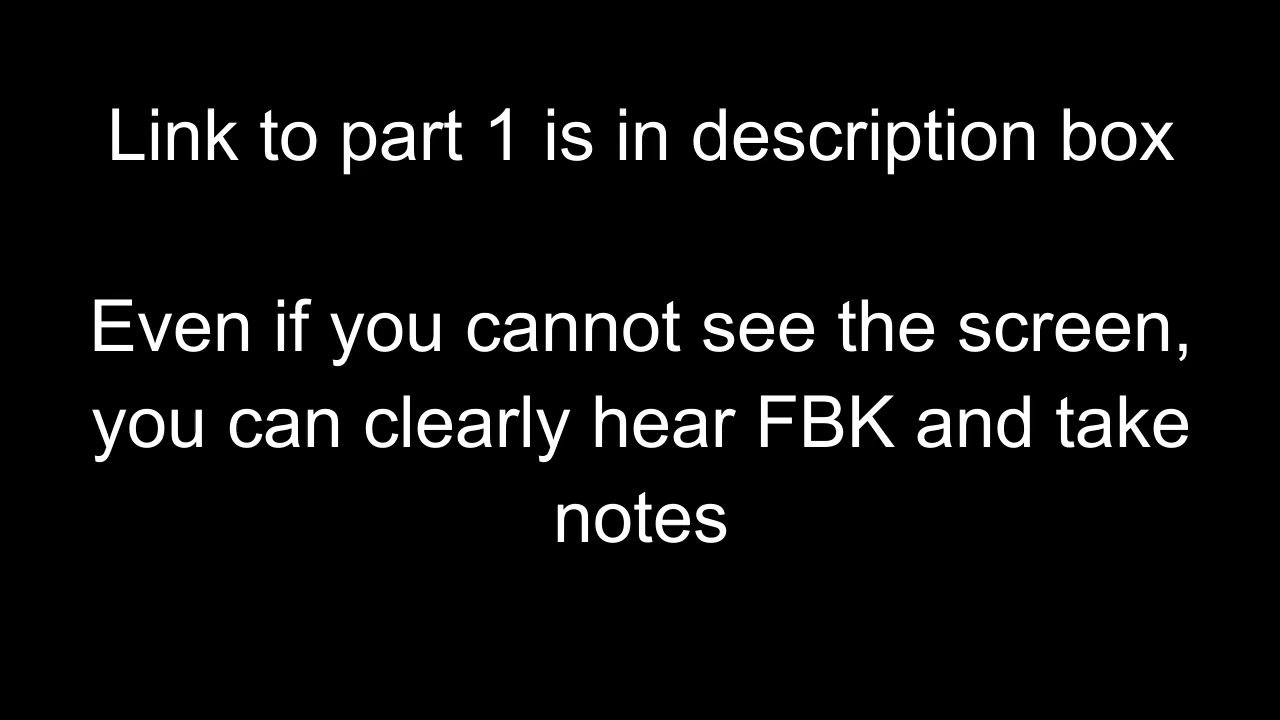 Link to part 1 is in description box
Even if you cannot see the screen,
you can clearly hear FBK and take
notes